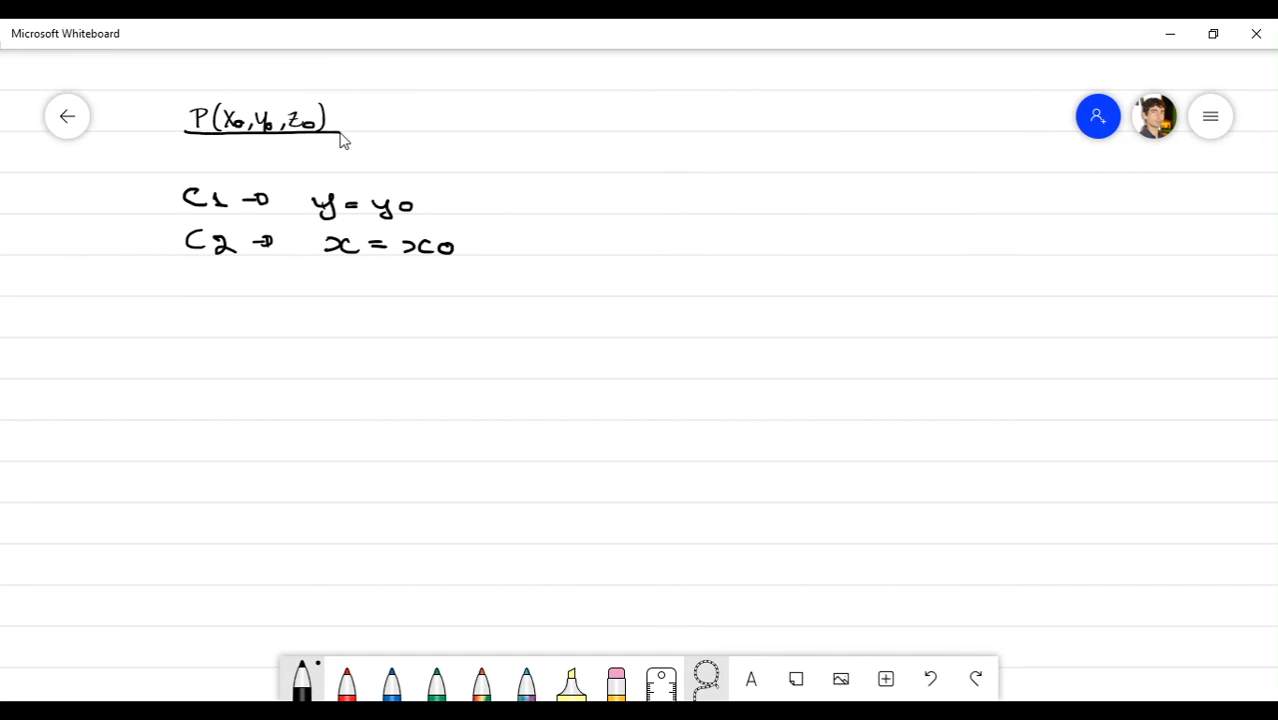 Microsoft Whiteboard
P(x₀,y₀,z₀)
C1 → y = y₀
C2 → x = x₀